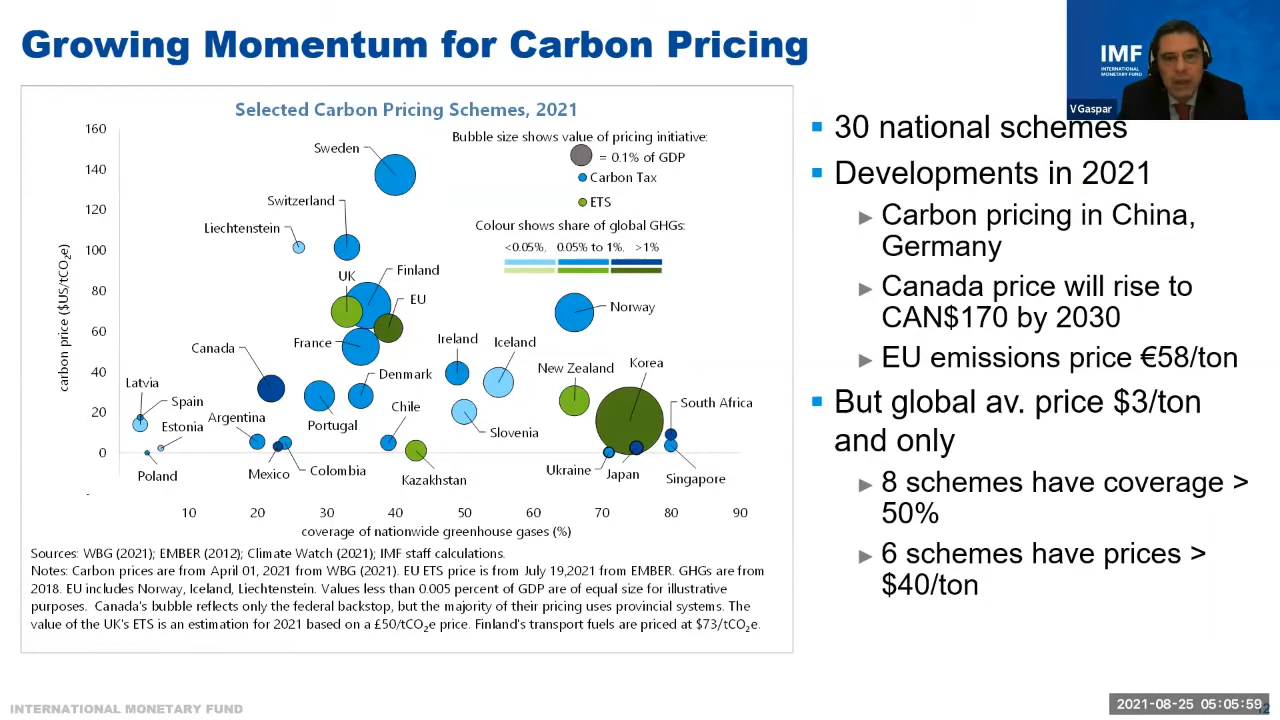 Growing Momentum for Carbon Pricing
IMF
INTERNATIONAL
MONETARY FUND
V Gaspar
Selected Carbon Pricing Schemes, 2021
Bubble size shows value of pricing initiative:
= 0.1% of GDP
Carbon Tax
ETS
Colour shows share of global GHGs:
<0.05%, 0.05% to 1%, >1%
carbon price ($US/tCO2e)
160
140
120
100
80
60
40
20
0
-
Sweden
Switzerland
Liechtenstein
UK
Finland
EU
Norway
France
Ireland
Iceland
Canada
Denmark
New Zealand
Korea
Latvia
Spain
Estonia
Argentina
Portugal
Chile
Slovenia
South Africa
Poland
Mexico
Colombia
Kazakhstan
Ukraine
Japan
Singapore
10 20 30 40 50 60 70 80 90
coverage of nationwide greenhouse gases (%)
Sources: WBG (2021); EMBER (2012); Climate Watch (2021); IMF staff calculations.
Notes: Carbon prices are from April 01, 2021 from WBG (2021). EU ETS price is from July 19,2021 from EMBER. GHGs are from
2018. EU includes Norway, Iceland, Liechtenstein. Values less than 0.005 percent of GDP are of equal size for illustrative
purposes. Canada's bubble reflects only the federal backstop, but the majority of their pricing uses provincial systems. The
value of the UK's ETS is an estimation for 2021 based on a £50/tCO2e price. Finland's transport fuels are priced at $73/tCO2e.
30 national schemes
Developments in 2021
Carbon pricing in China,
Germany
Canada price will rise to
CAN$170 by 2030
EU emissions price €58/ton
But global av. price $3/ton
and only
8 schemes have coverage >
50%
6 schemes have prices >
$40/ton
INTERNATIONAL MONETARY FUND
2021-08-25 05:05:59
12